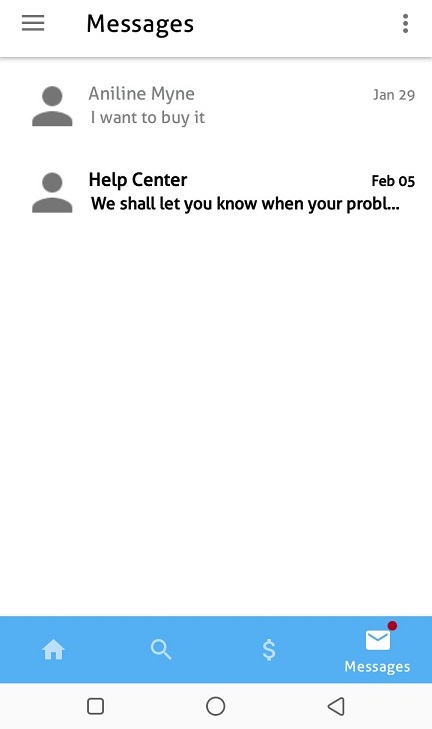 Messages
Aniline Myne
Jan 29
I want to buy it
Help Center
Feb 05
We shall let you know when your probl...
$
Messages